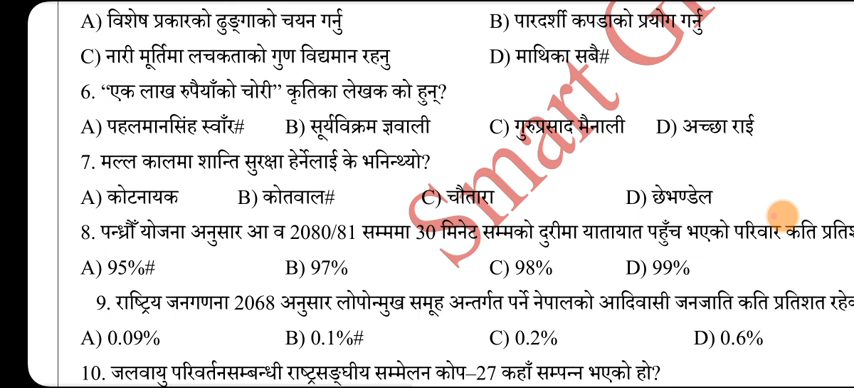 A) विशेष प्रकारको ढुङ्गाको चयन गर्नु B) पारदर्शी कपडाको प्रयोग गर्नु
C) नारी मूर्तिमा लचकताको गुण विद्यमान रहनु D) माथिका सबै#
6. “एक लाख रुपैयाँको चोरी” कृतिका लेखक को हुन्?
A) पहलमानसिंह स्वाँर# B) सूर्यविक्रम ज्ञवाली C) गुरुप्रसाद मैनाली D) अच्छा राई
7. मल्ल कालमा शान्ति सुरक्षा हेर्नेलाई के भनिन्थ्यो?
A) कोटनायक B) कोतवाल# C) चौतारा D) छेभण्डेल
8. पन्ध्रौँ योजना अनुसार आ व 2080/81 सम्ममा 30 मिनेट सम्मको दुरीमा यातायात पहुँच भएको परिवार कति
A) 95%# B) 97% C) 98% D) 99%
9. राष्ट्रिय जनगणना 2068 अनुसार लोपोन्मुख समूह अन्तर्गत पर्ने नेपालको आदिवासी जनजाति कति प्रतिशत
A) 0.09% B) 0.1%# C) 0.2% D) 0.6%
10. जलवायु परिवर्तनसम्बन्धी राष्ट्रसङ्घीय सम्मेलन कोप–27 कहाँ सम्पन्न भएको हो?
Smart G